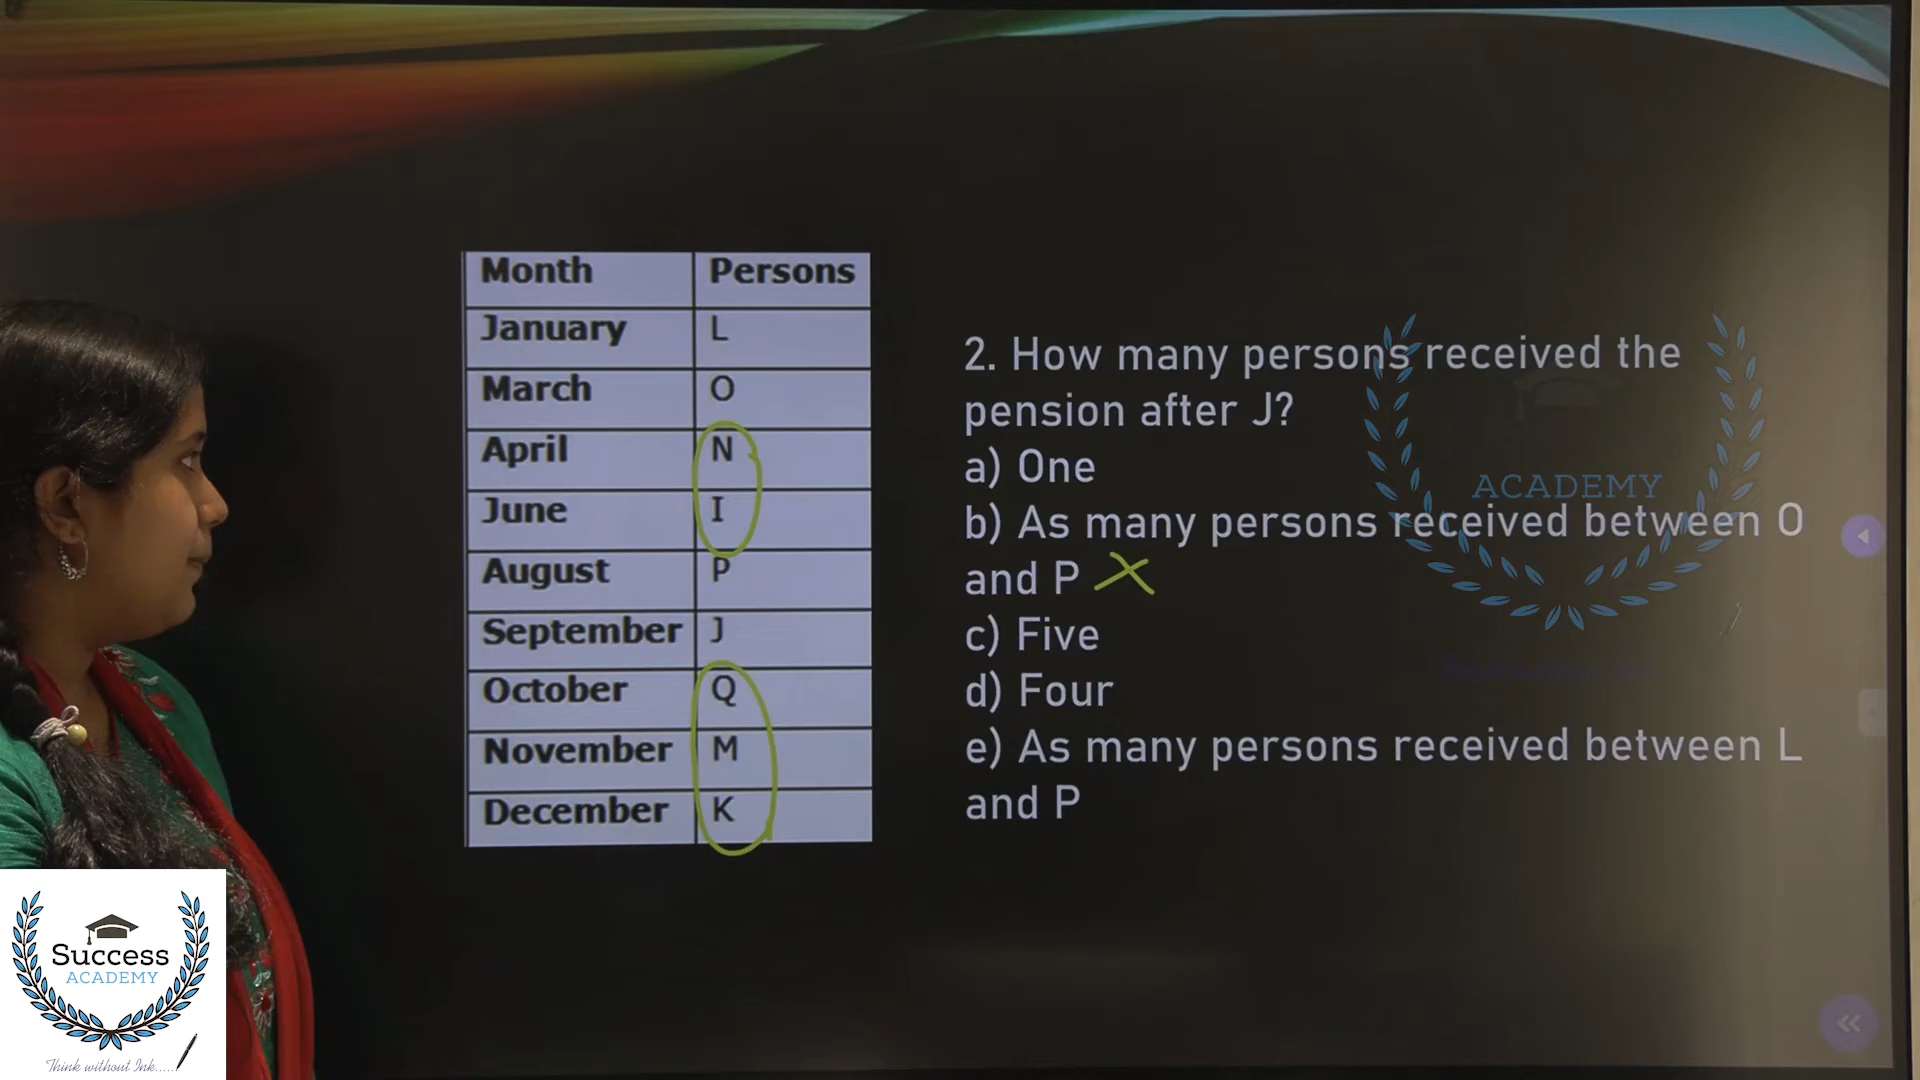 Month Persons
January L
March O
April N
June I
August P
September J
October Q
November M
December K
2. How many persons received the
pension after J?
a) One
b) As many persons received between O
and P
c) Five
d) Four
e) As many persons received between L
and P
ACADEMY
Success
ACADEMY
Think without Ink......